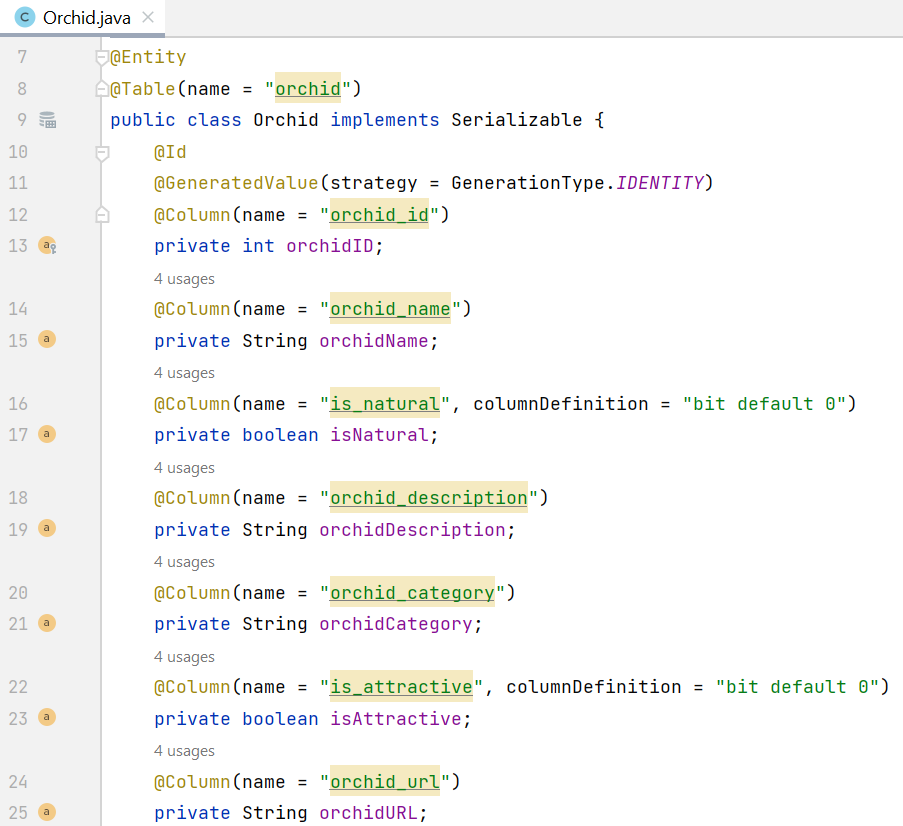 C Orchid.java ×
7 @Entity
8 @Table(name = "orchid")
9 public class Orchid implements Serializable {
10 @Id
11 @GeneratedValue(strategy = GenerationType.IDENTITY)
12 @Column(name = "orchid_id")
13 a private int orchidID;
4 usages
14 @Column(name = "orchid_name")
15 a private String orchidName;
4 usages
16 @Column(name = "is_natural", columnDefinition = "bit default 0")
17 a private boolean isNatural;
4 usages
18 @Column(name = "orchid_description")
19 a private String orchidDescription;
4 usages
20 @Column(name = "orchid_category")
21 a private String orchidCategory;
4 usages
22 @Column(name = "is_attractive", columnDefinition = "bit default 0")
23 a private boolean isAttractive;
4 usages
24 @Column(name = "orchid_url")
25 a private String orchidURL;